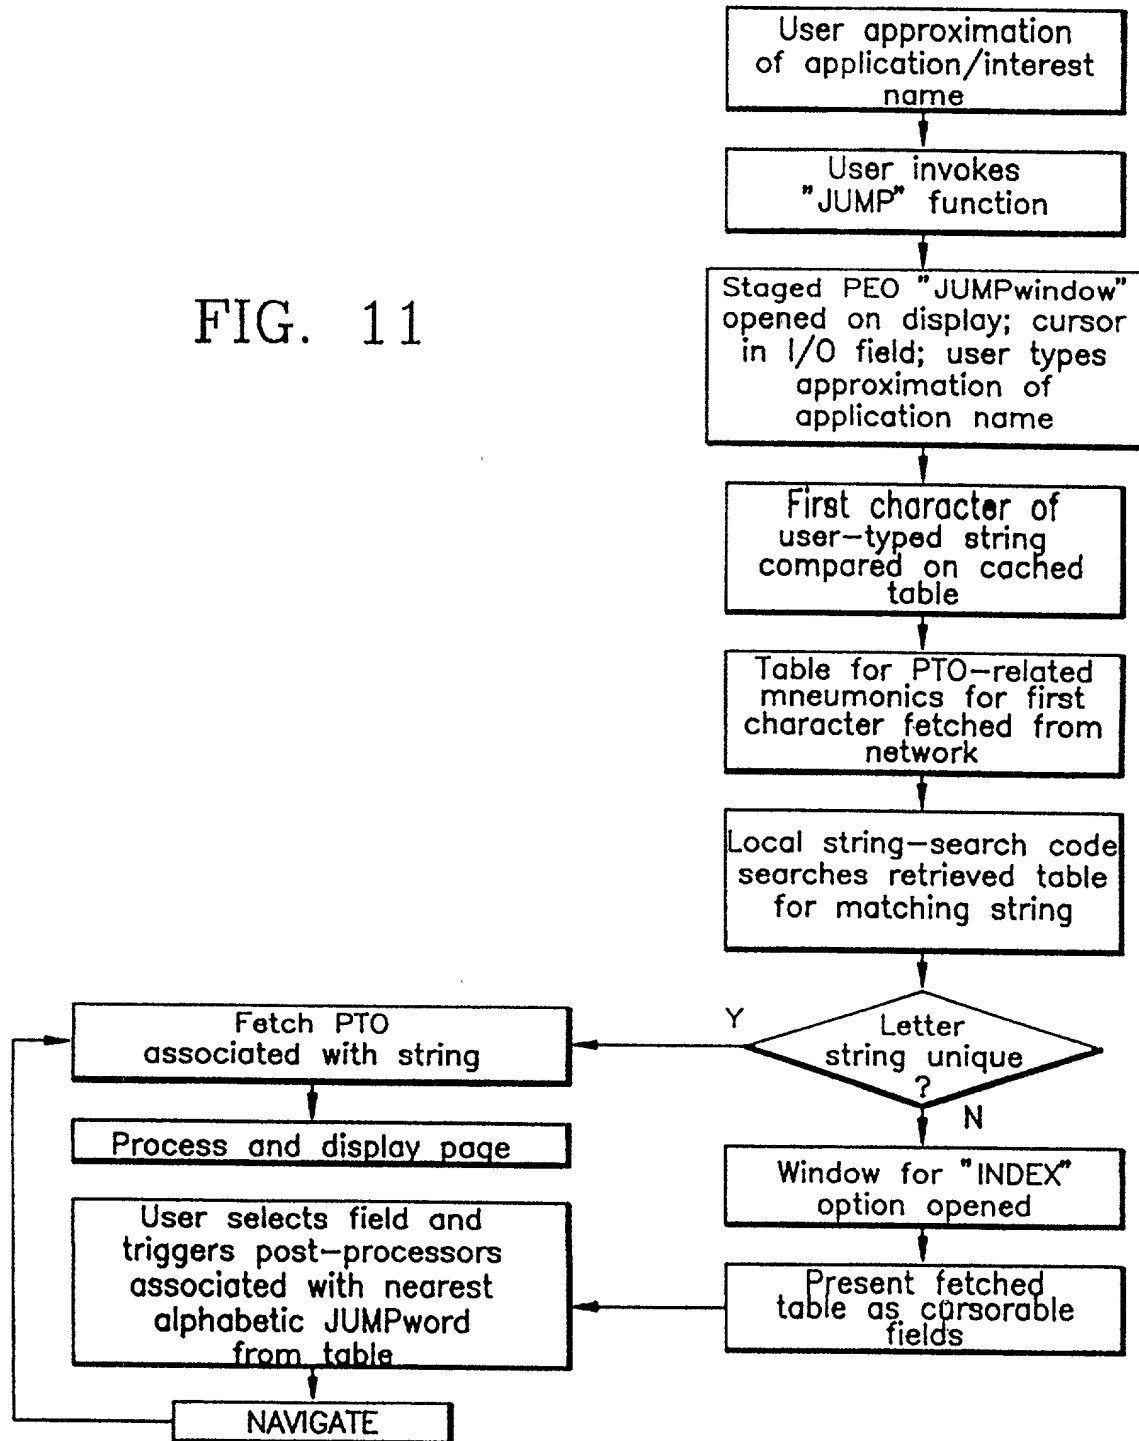 User approximation
of application/interest
name
User invokes
"JUMP" function
FIG. 11
Staged PEO "JUMPwindow"
opened on display; cursor
in I/O field; user types
approximation of
application name
First character of
user-typed string
compared on cached
table
Table for PTO-related
mneumonics for first
character fetched from
network
Local string-search code
searches retrieved table
for matching string
Letter
string unique
?
Y
N
Fetch PTO
associated with string
Process and display page
Window for "INDEX"
option opened
Present fetched
table as cursorable
fields
User selects field and
triggers post-processors
associated with nearest
alphabetic JUMPword
from table
NAVIGATE